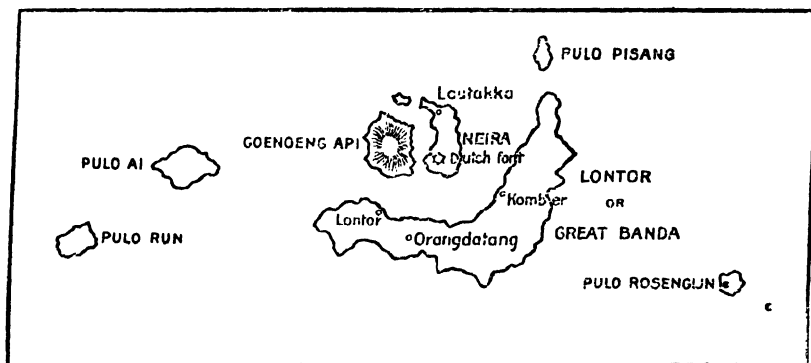 PULO PISANG
Lautakka
GOENOENG API
NEIRA
Dutch fort
PULO AI
LONTOR
OR
GREAT BANDA
Kombier
Lontor
Orangdatang
PULO RUN
PULO ROSENGIJN